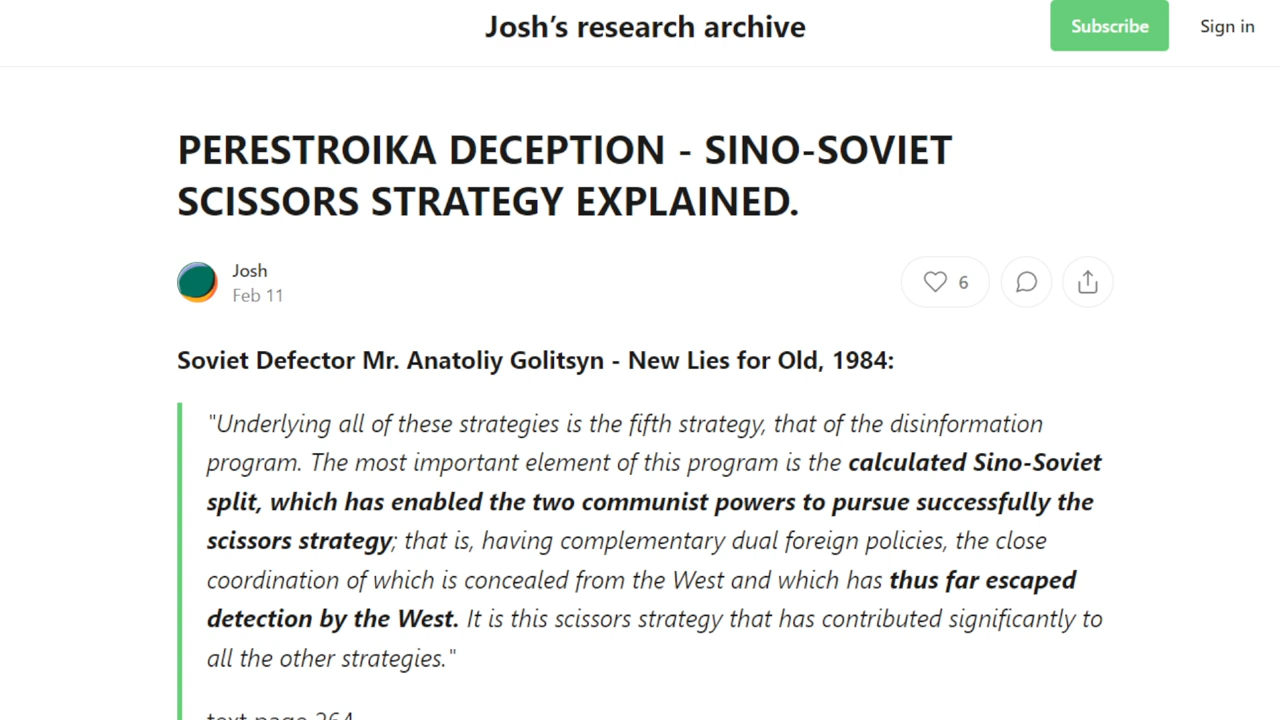 Josh’s research archive
Subscribe
Sign in
PERESTROIKA DECEPTION - SINO-SOVIET
SCISSORS STRATEGY EXPLAINED.
Josh
Feb 11
6
Soviet Defector Mr. Anatoliy Golitsyn - New Lies for Old, 1984:
"Underlying all of these strategies is the fifth strategy, that of the disinformation
program. The most important element of this program is the calculated Sino-Soviet
split, which has enabled the two communist powers to pursue successfully the
scissors strategy; that is, having complementary dual foreign policies, the close
coordination of which is concealed from the West and which has thus far escaped
detection by the West. It is this scissors strategy that has contributed significantly to
all the other strategies."
text page 264